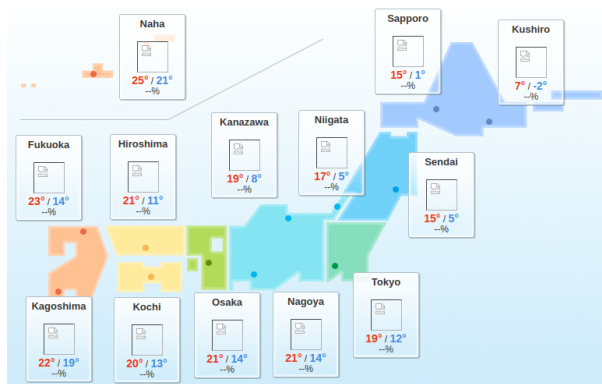 Naha
25° / 21°
--%
Sapporo
15° / 1°
--%
Kushiro
7° / -2°
--%
Kanazawa
19° / 8°
--%
Niigata
17° / 5°
--%
Fukuoka
23° / 14°
--%
Hiroshima
21° / 11°
--%
Sendai
15° / 5°
--%
Kagoshima
22° / 19°
--%
Kochi
20° / 13°
--%
Osaka
21° / 14°
--%
Nagoya
21° / 14°
--%
Tokyo
19° / 12°
--%